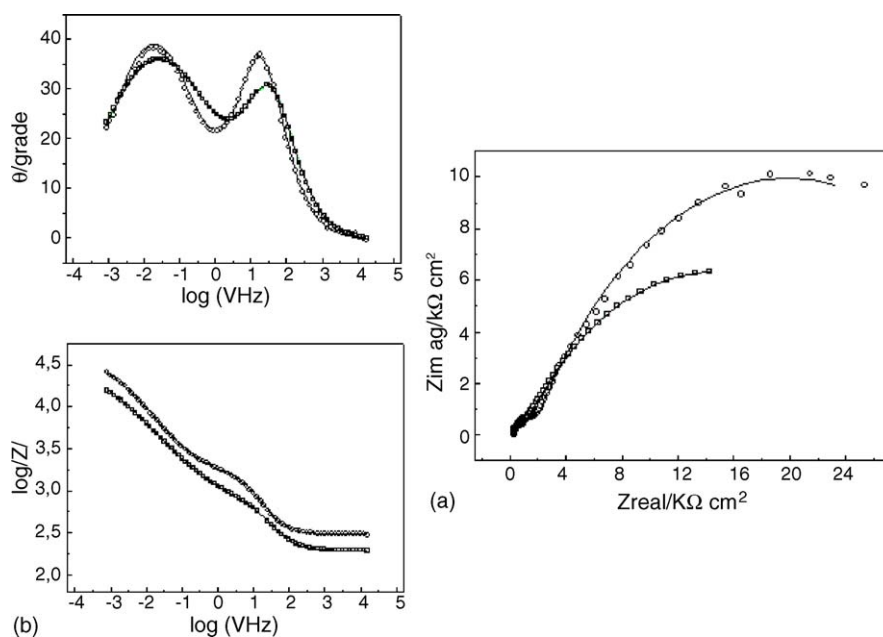 40
30
20
10
0
θ/grade
-4 -3 -2 -1 0 1 2 3 4 5
log (VHz)
4,5
4,0
3,5
3,0
2,5
2,0
log/Z/
-4 -3 -2 -1 0 1 2 3 4 5
log (VHz)
(b)
10
8
6
4
2
0
Zim ag/kΩ cm²
0 4 8 12 16 20 24
Zreal/KΩ cm²
(a)